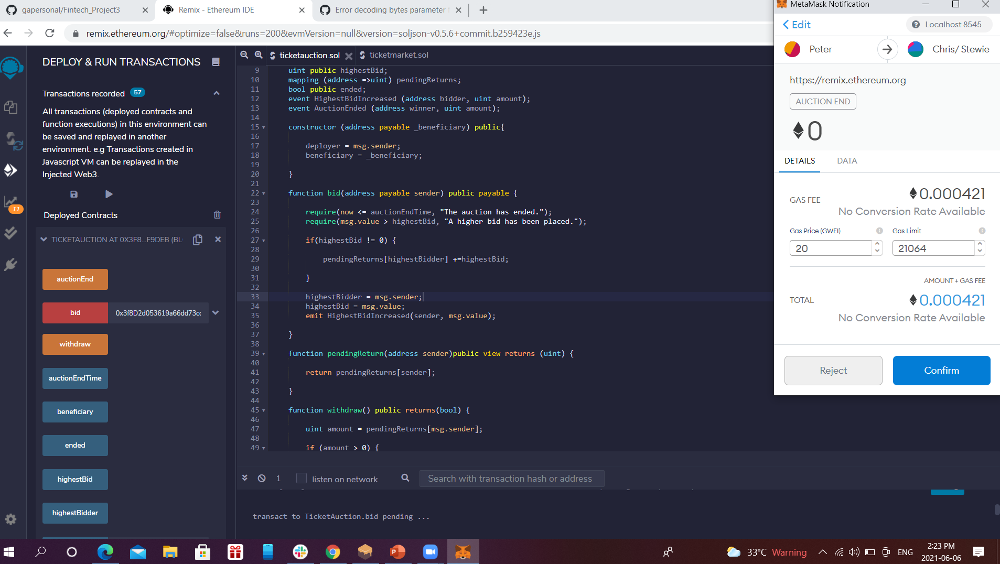 gapersonal/Fintech_Project3
Remix - Ethereum IDE
Error decoding bytes parameter
MetaMask Notification
remix.ethereum.org/#optimize=false&runs=200&evmVersion=null&version=soljson-v0.5.6+commit.b259423e.js
Edit
Localhost 8545
Peter
Chris/ Stewie
https://remix.ethereum.org
AUCTION END
0
DETAILS
DATA
GAS FEE
0.000421
No Conversion Rate Available
Gas Price (GWEI)
Gas Limit
20
21064
AMOUNT + GAS FEE
TOTAL
0.000421
No Conversion Rate Available
Reject
Confirm
DEPLOY & RUN TRANSACTIONS
Transactions recorded 57
All transactions (deployed contracts and
function executions) in this environment can
be saved and replayed in another
environment. e.g Transactions created in
Javascript VM can be replayed in the
Injected Web3.
11
Deployed Contracts
TICKETAUCTION AT 0X3F8...F9DEB (BL
auctionEnd
bid
0x3f8D2d053619a66dd73cc
withdraw
auctionEndTime
beneficiary
ended
highestBid
highestBidder
ticketauction.sol
ticketmarket.sol
9 uint public highestBid;
10 mapping (address =>uint) pendingReturns;
11 bool public ended;
12 event HighestBidIncreased (address bidder, uint amount);
13 event AuctionEnded (address winner, uint amount);
14
15 constructor (address payable _beneficiary) public{
16
17 deployer = msg.sender;
18 beneficiary = _beneficiary;
19
20 }
21
22 function bid(address payable sender) public payable {
23
24 require(now <= auctionEndTime, "The auction has ended.");
25 require(msg.value > highestBid, "A higher bid has been placed.");
26
27 if(highestBid != 0) {
28
29 pendingReturns[highestBidder] +=highestBid;
30
31 }
32
33 highestBidder = msg.sender;
34 highestBid = msg.value;
35 emit HighestBidIncreased(sender, msg.value);
36
37 }
38
39 function pendingReturn(address sender)public view returns (uint) {
40
41 return pendingReturns[sender];
42
43 }
44
45 function withdraw() public returns(bool) {
46
47 uint amount = pendingReturns[msg.sender];
48
49 if (amount > 0) {
1
listen on network
Search with transaction hash or address
transact to TicketAuction.bid pending ...
33°C Warning
ENG
2:23 PM
2021-06-06